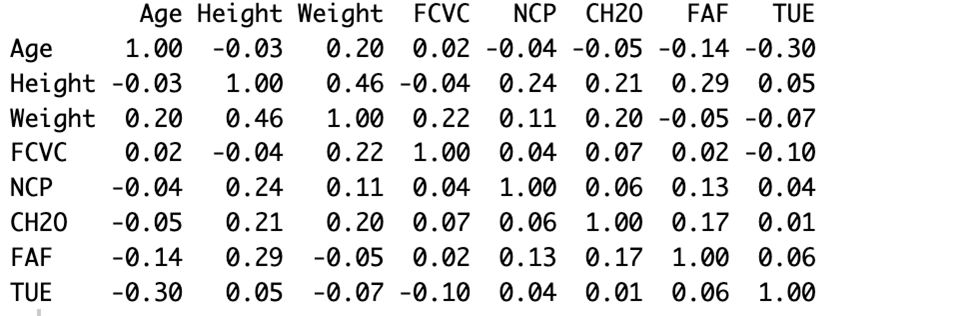 Age Height Weight FCVC NCP CH2O FAF TUE
Age 1.00 -0.03 0.20 0.02 -0.04 -0.05 -0.14 -0.30
Height -0.03 1.00 0.46 -0.04 0.24 0.21 0.29 0.05
Weight 0.20 0.46 1.00 0.22 0.11 0.20 -0.05 -0.07
FCVC 0.02 -0.04 0.22 1.00 0.04 0.07 0.02 -0.10
NCP -0.04 0.24 0.11 0.04 1.00 0.06 0.13 0.04
CH2O -0.05 0.21 0.20 0.07 0.06 1.00 0.17 0.01
FAF -0.14 0.29 -0.05 0.02 0.13 0.17 1.00 0.06
TUE -0.30 0.05 -0.07 -0.10 0.04 0.01 0.06 1.00